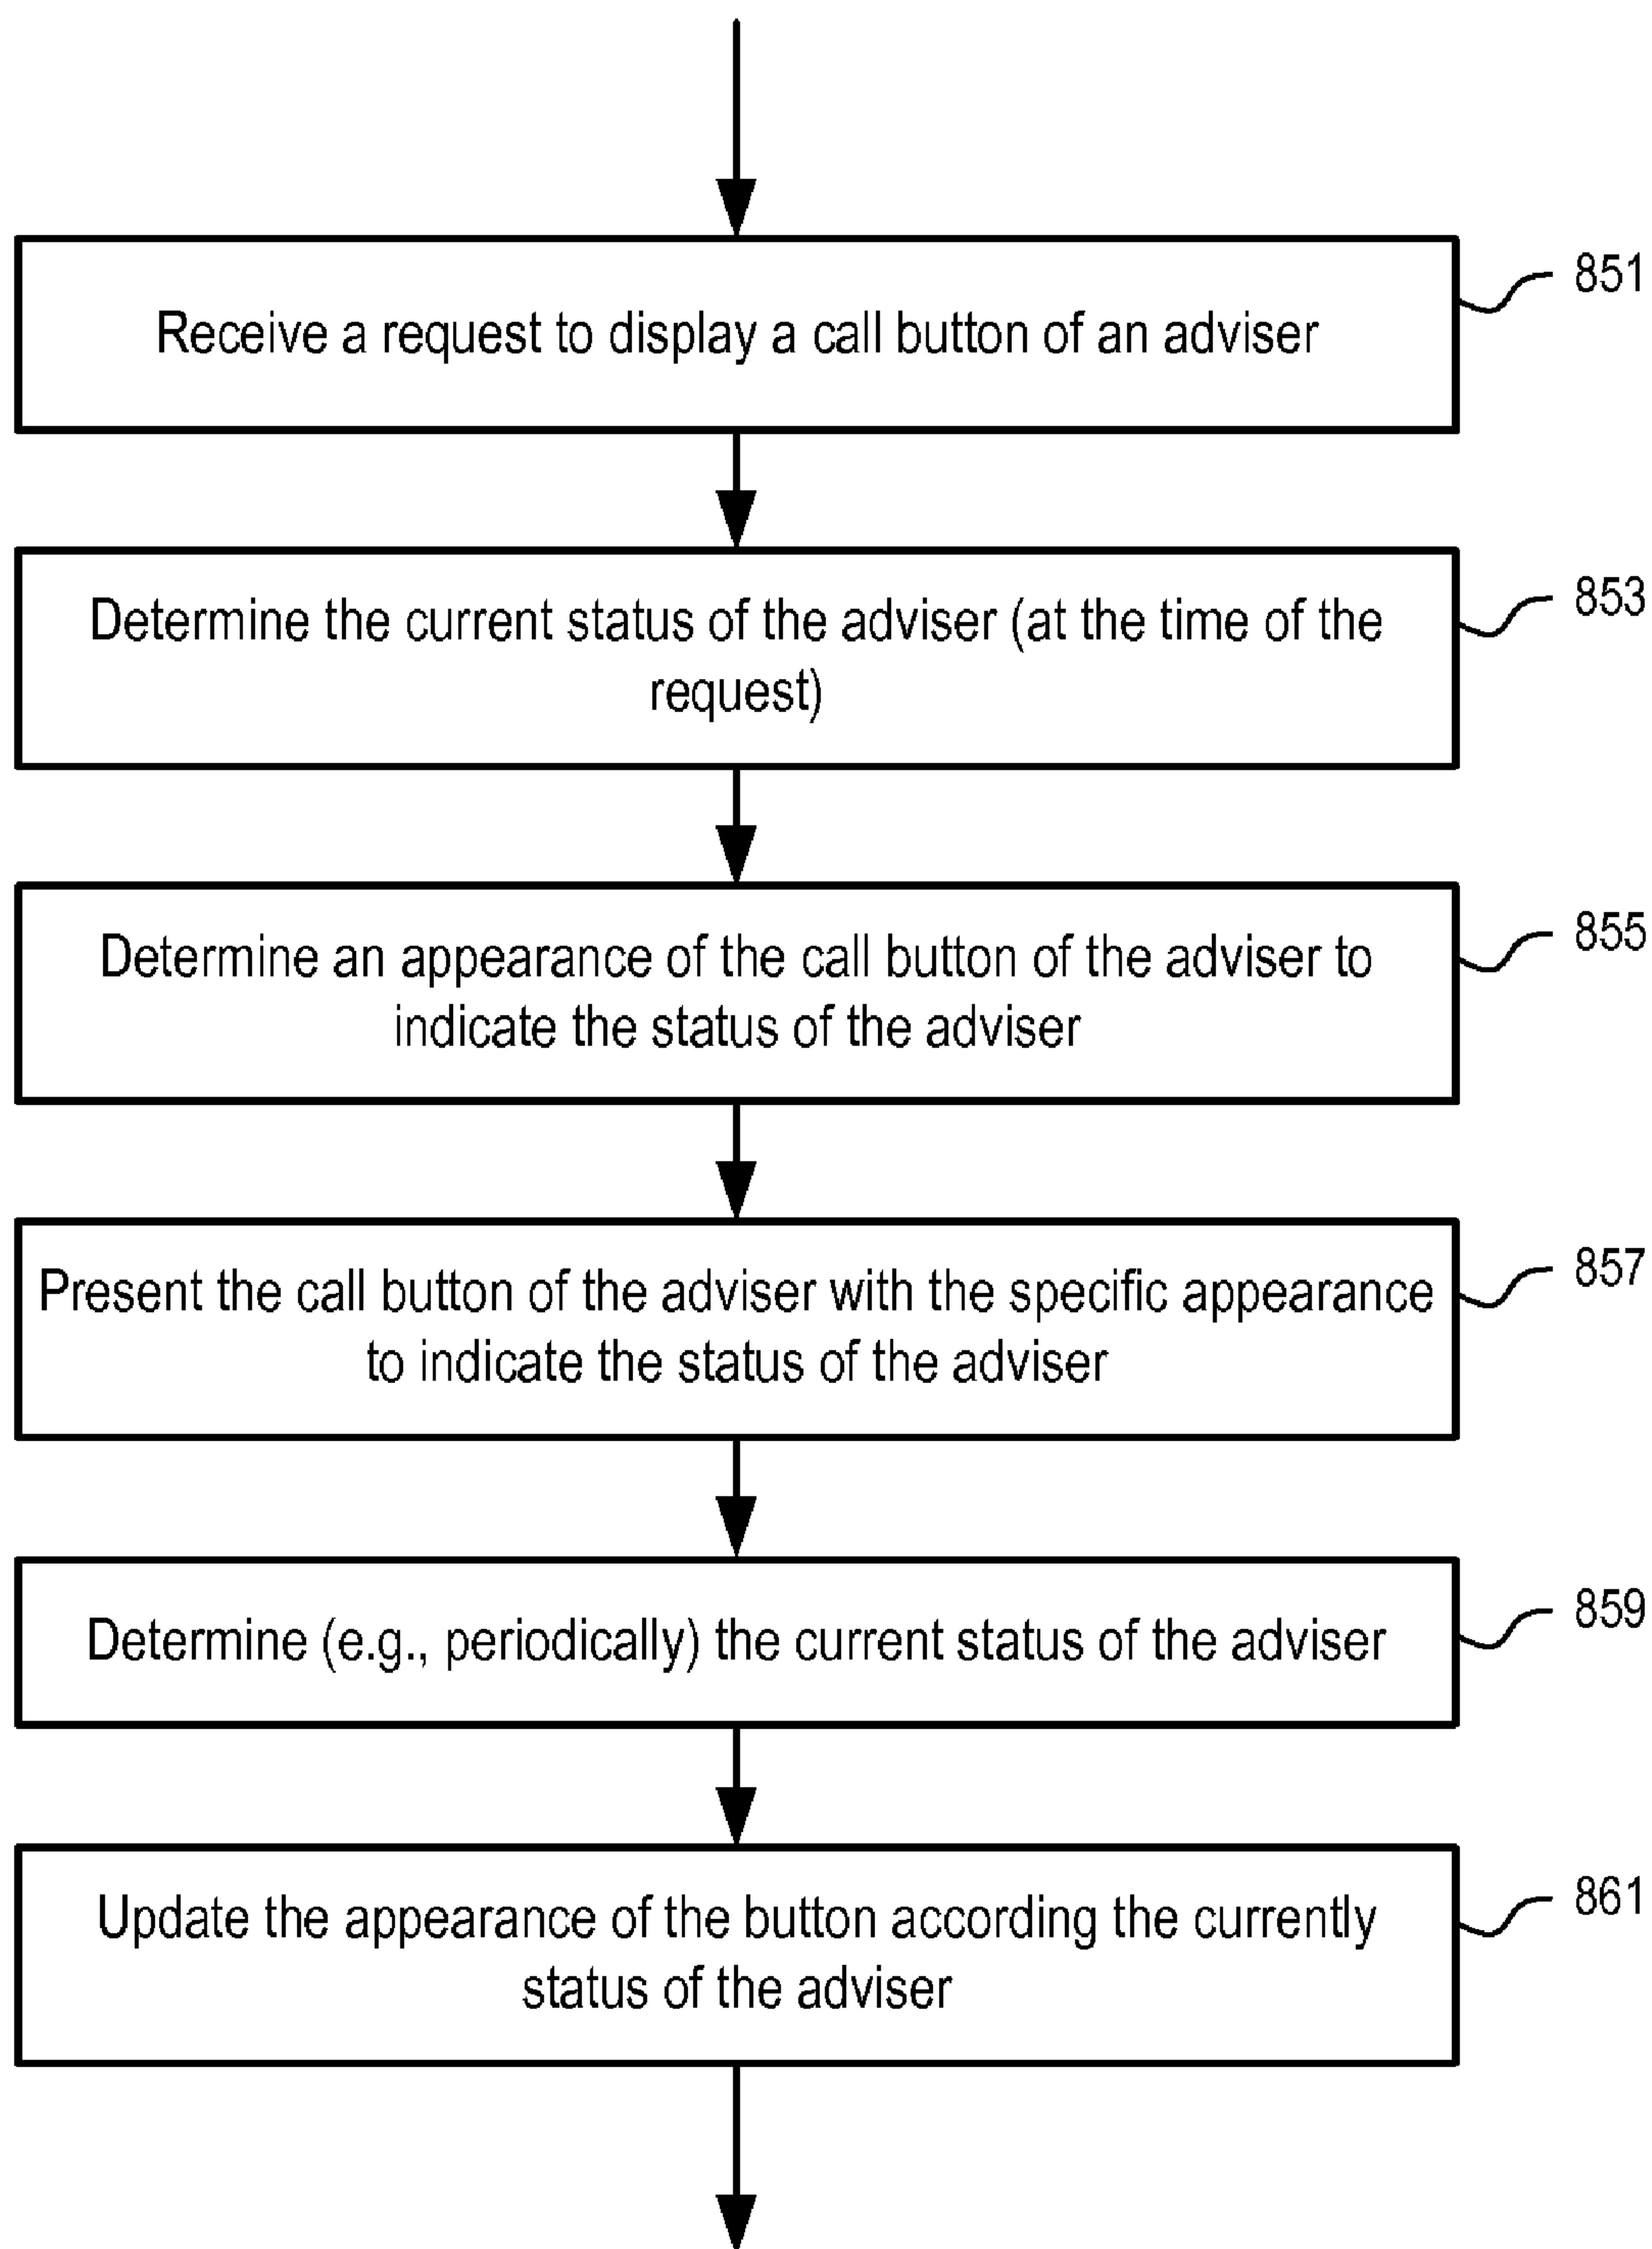 Receive a request to display a call button of an adviser
851
Determine the current status of the adviser (at the time of the
request)
853
Determine an appearance of the call button of the adviser to
indicate the status of the adviser
855
Present the call button of the adviser with the specific appearance
to indicate the status of the adviser
857
Determine (e.g., periodically) the current status of the adviser
859
Update the appearance of the button according the currently
status of the adviser
861